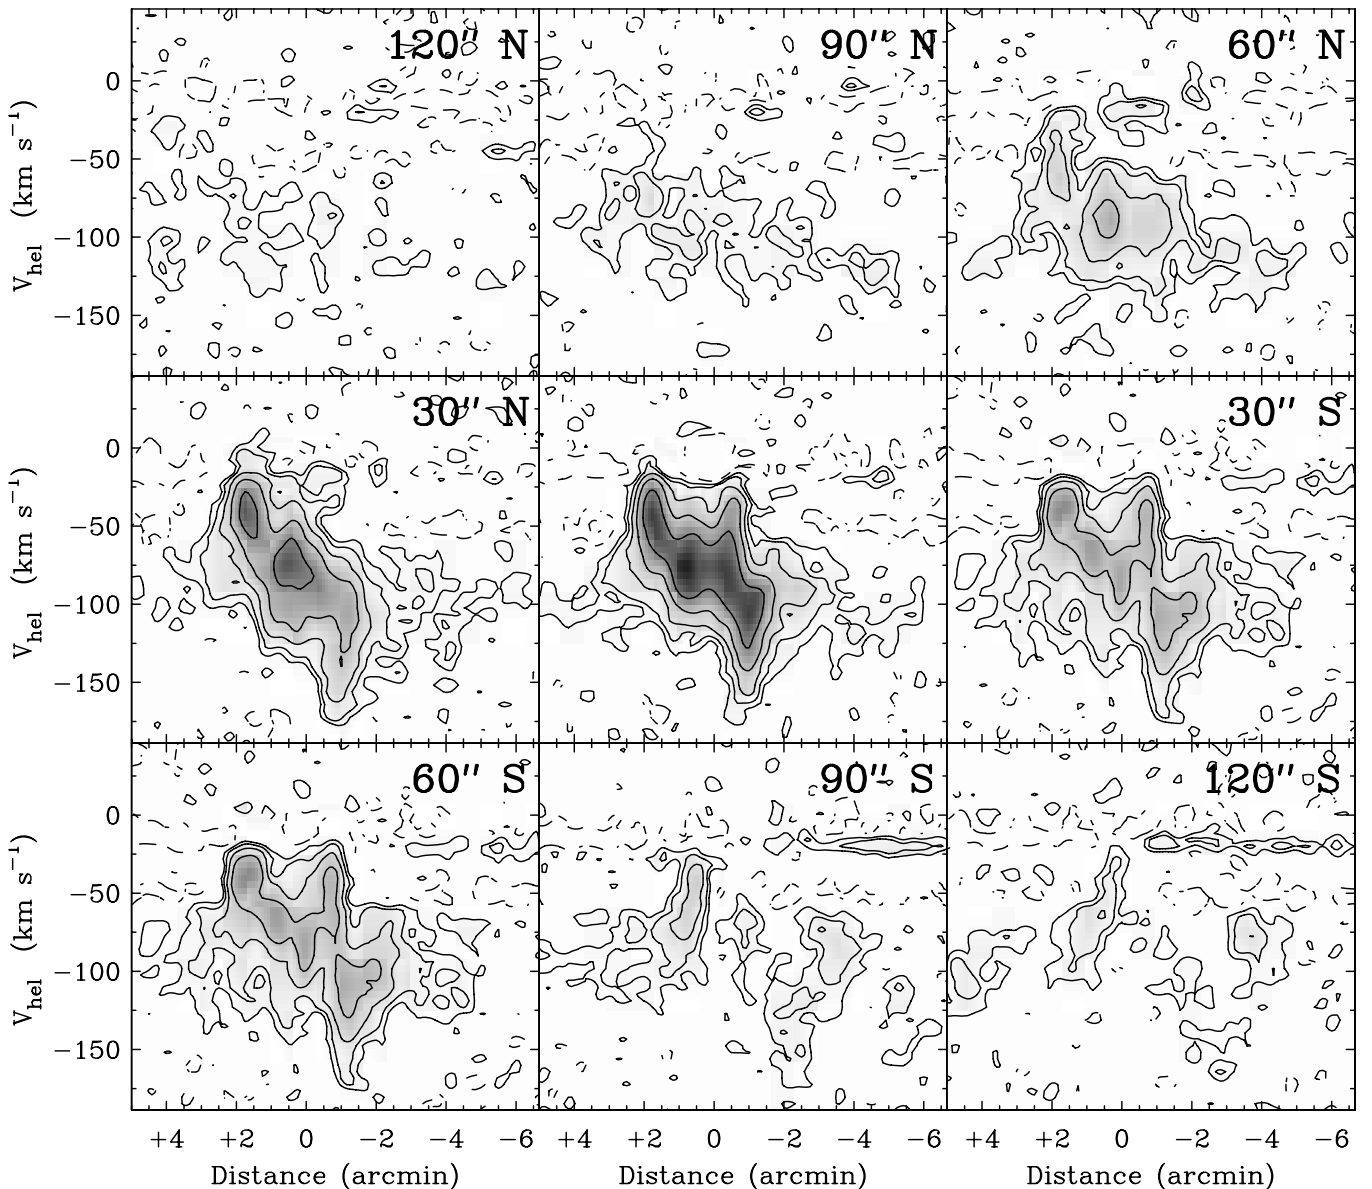 120″ N
90″ N
60″ N
0
−50
−100
−150
V_hel (km s⁻¹)
30″ N
30″ S
0
−50
−100
−150
V_hel (km s⁻¹)
60″ S
90″ S
120″ S
0
−50
−100
−150
V_hel (km s⁻¹)
+4 +2 0 −2 −4 −6
+4 +2 0 −2 −4 −6
+4 +2 0 −2 −4 −6
Distance (arcmin)
Distance (arcmin)
Distance (arcmin)